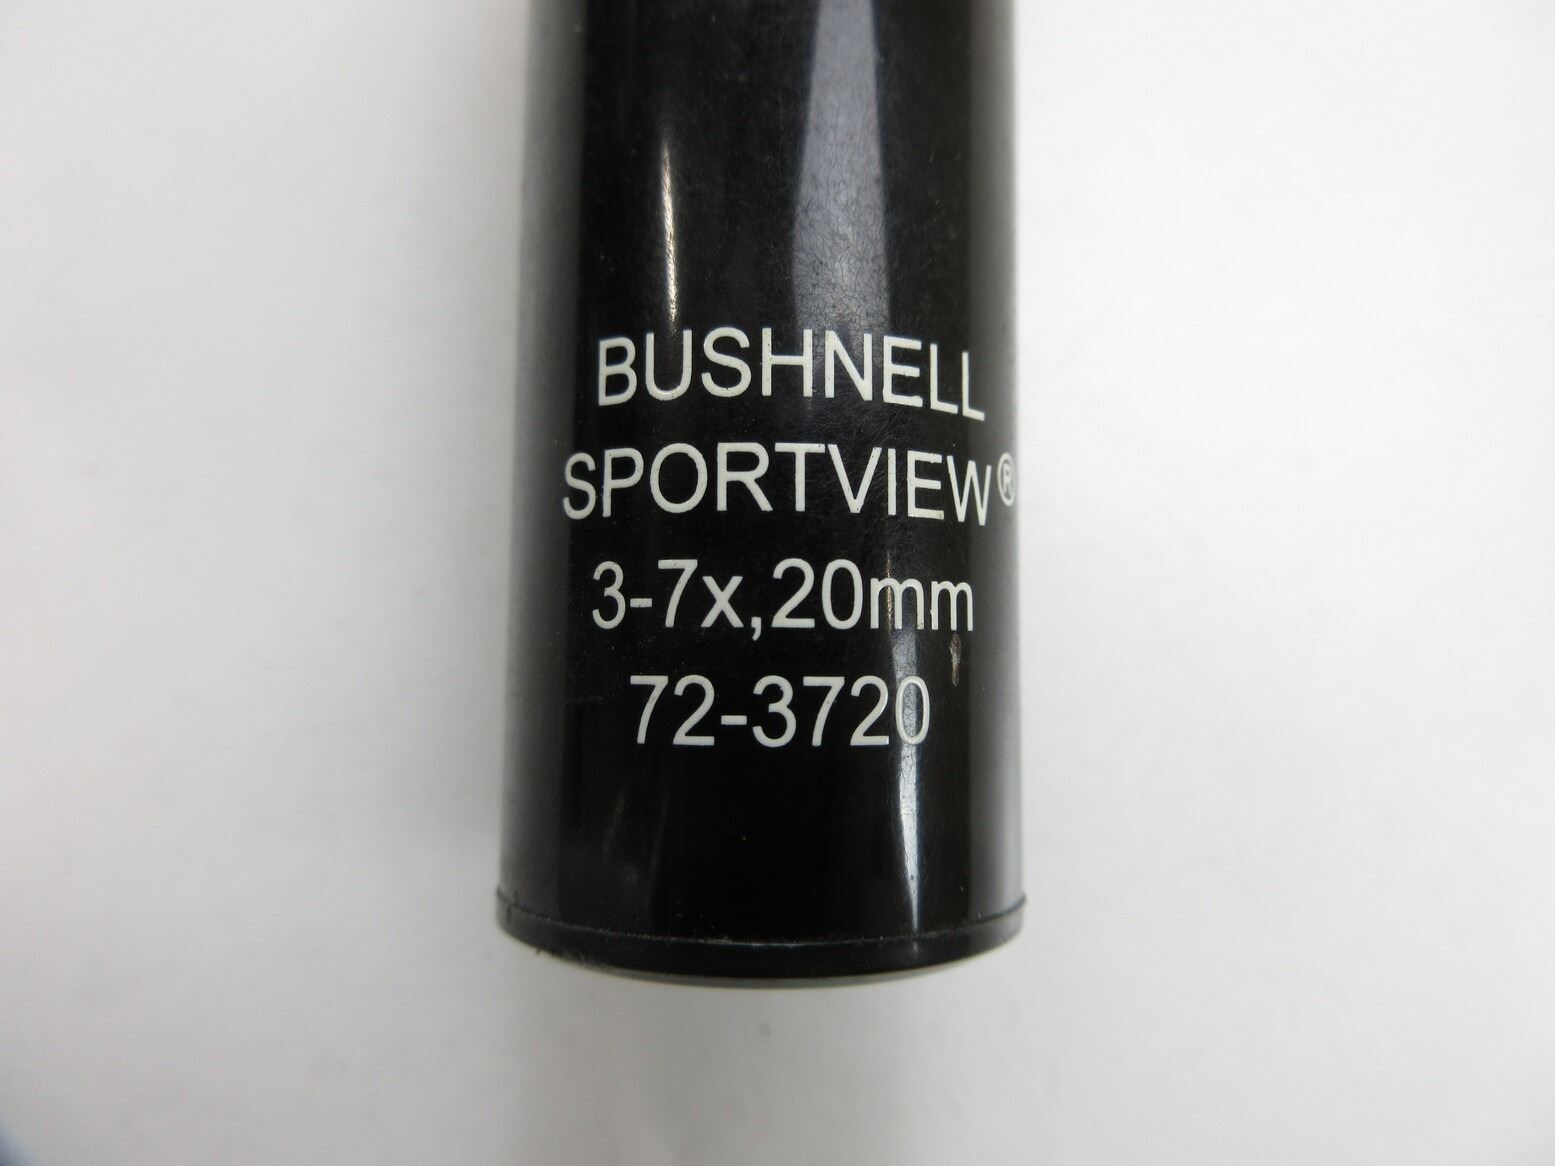 BUSHNELL
SPORTVIEW®
3-7x,20mm
72-3720